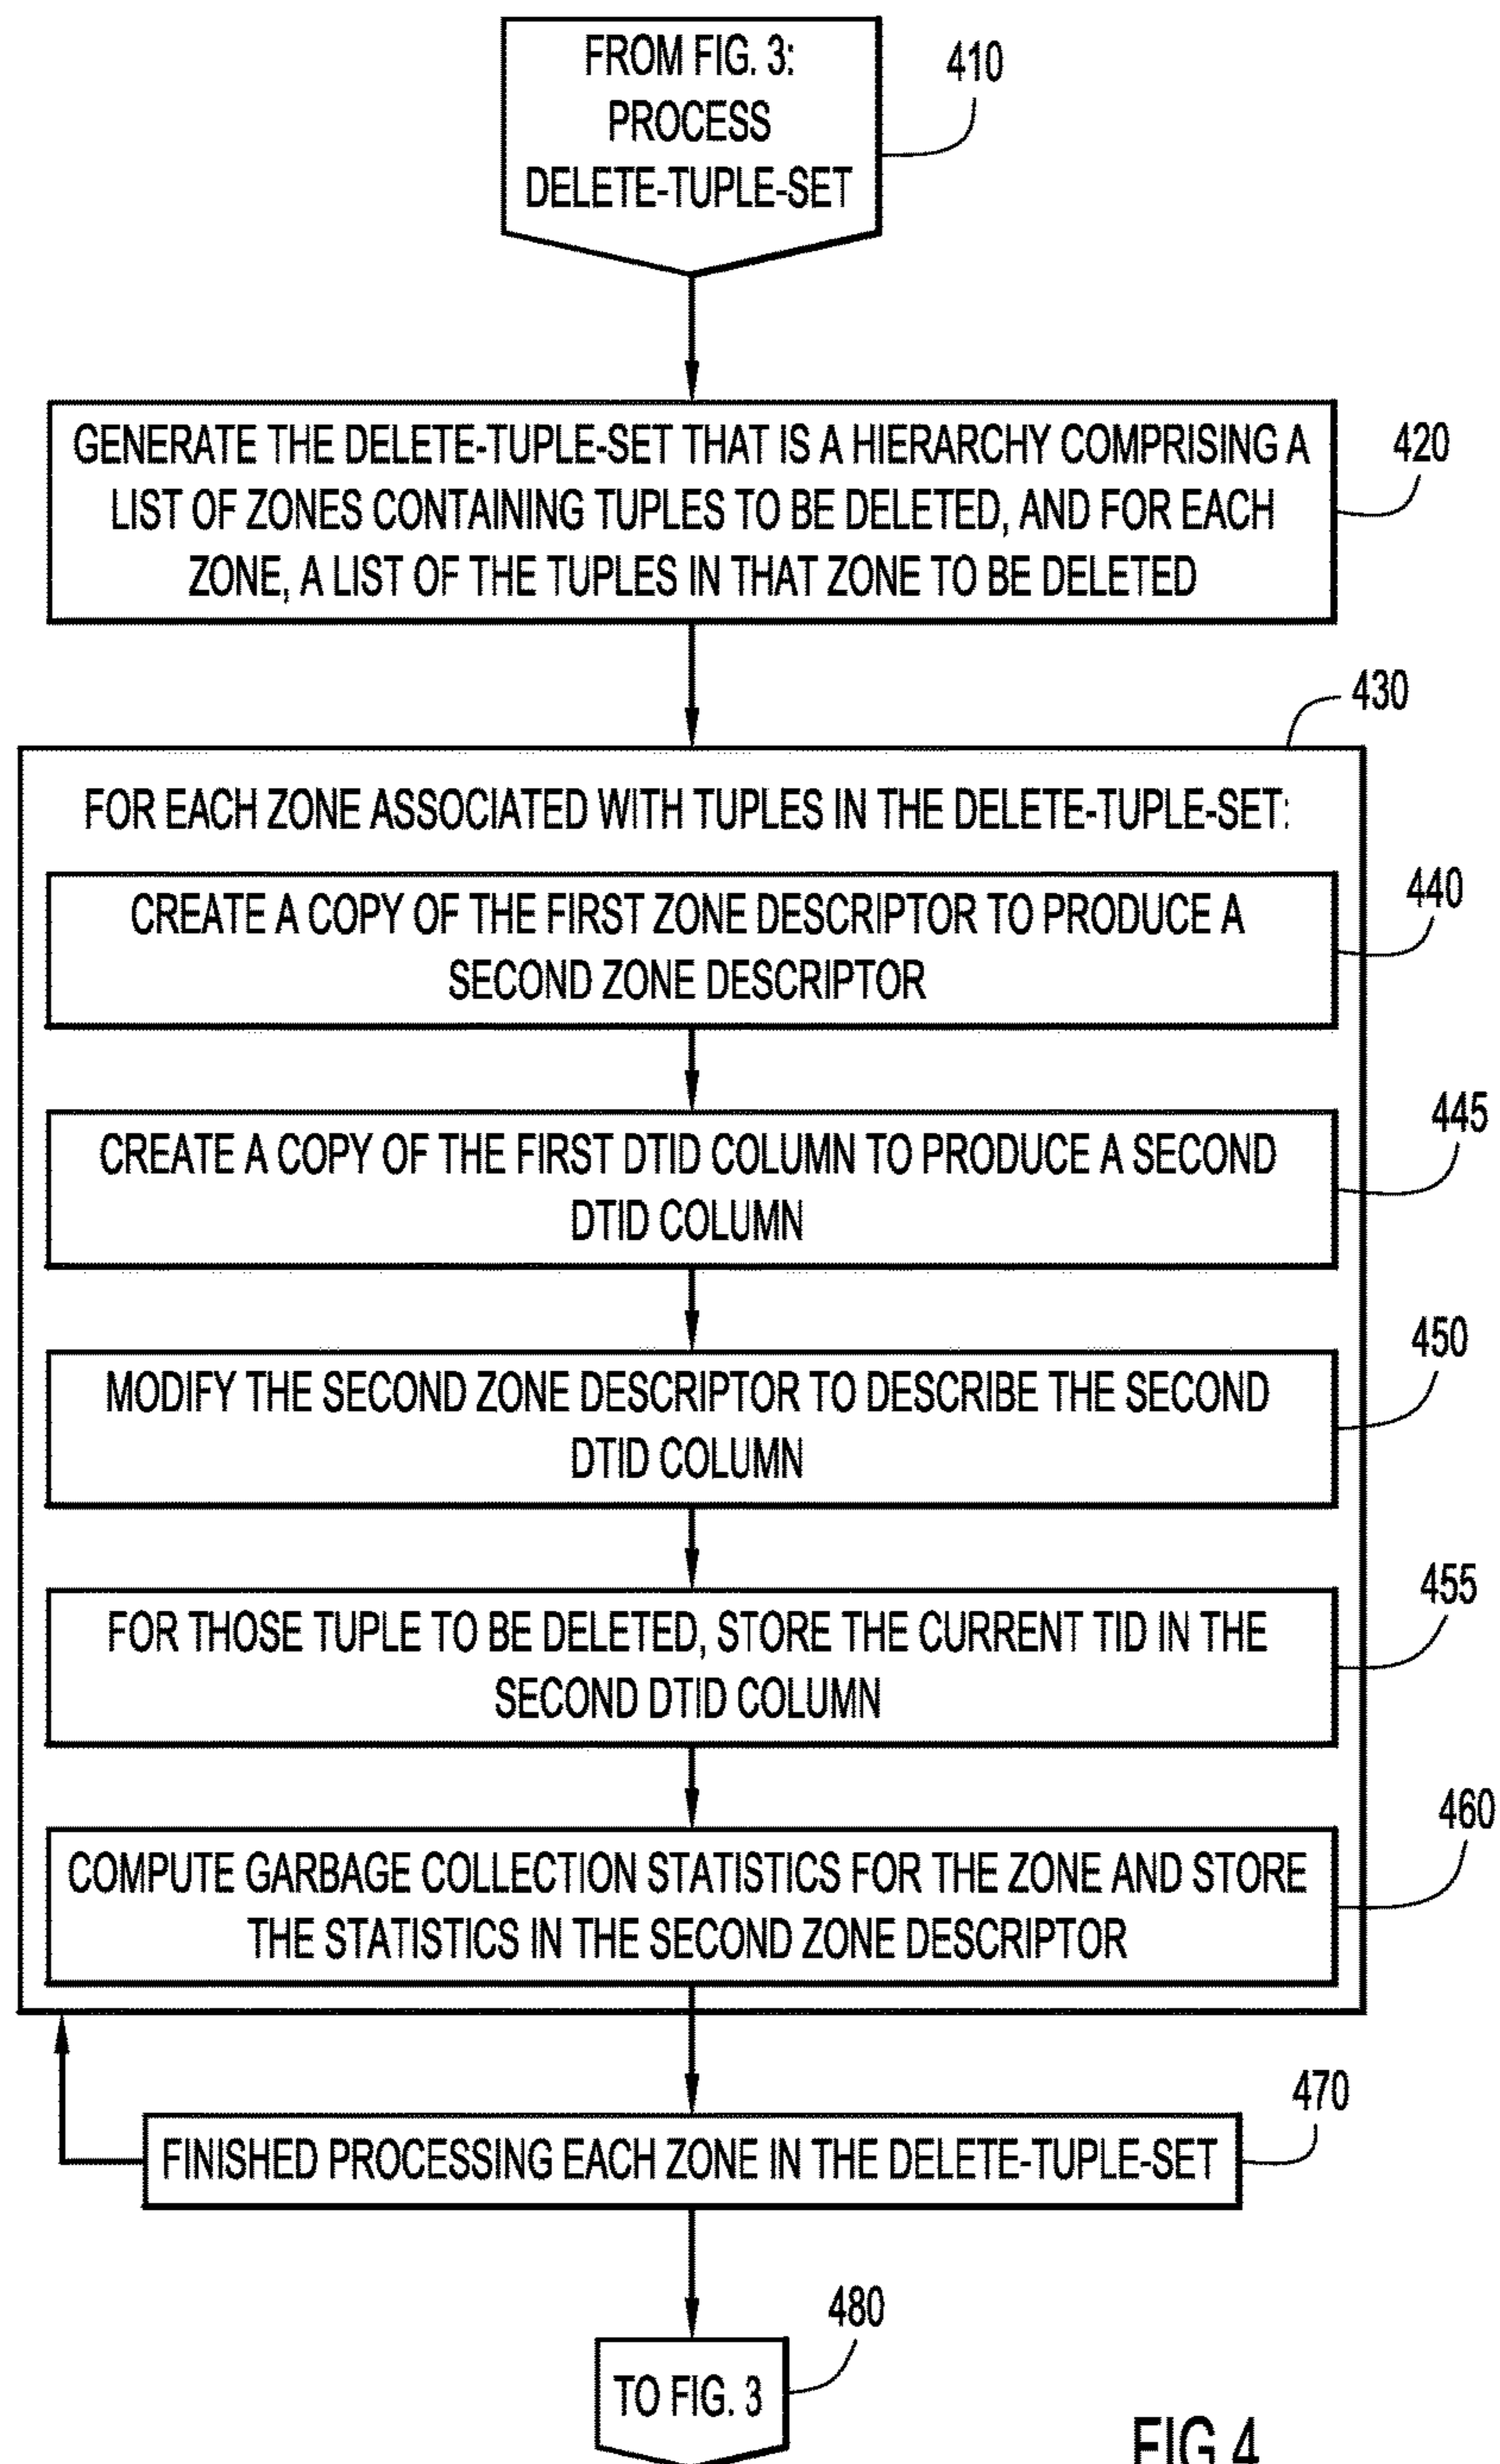 FROM FIG. 3:
PROCESS
DELETE-TUPLE-SET
410
GENERATE THE DELETE-TUPLE-SET THAT IS A HIERARCHY COMPRISING A
LIST OF ZONES CONTAINING TUPLES TO BE DELETED, AND FOR EACH
ZONE, A LIST OF THE TUPLES IN THAT ZONE TO BE DELETED
420
430
FOR EACH ZONE ASSOCIATED WITH TUPLES IN THE DELETE-TUPLE-SET:
CREATE A COPY OF THE FIRST ZONE DESCRIPTOR TO PRODUCE A
SECOND ZONE DESCRIPTOR
440
CREATE A COPY OF THE FIRST DTID COLUMN TO PRODUCE A SECOND
DTID COLUMN
445
MODIFY THE SECOND ZONE DESCRIPTOR TO DESCRIBE THE SECOND
DTID COLUMN
450
FOR THOSE TUPLE TO BE DELETED, STORE THE CURRENT TID IN THE
SECOND DTID COLUMN
455
COMPUTE GARBAGE COLLECTION STATISTICS FOR THE ZONE AND STORE
THE STATISTICS IN THE SECOND ZONE DESCRIPTOR
460
FINISHED PROCESSING EACH ZONE IN THE DELETE-TUPLE-SET
470
TO FIG. 3
480
FIG.4